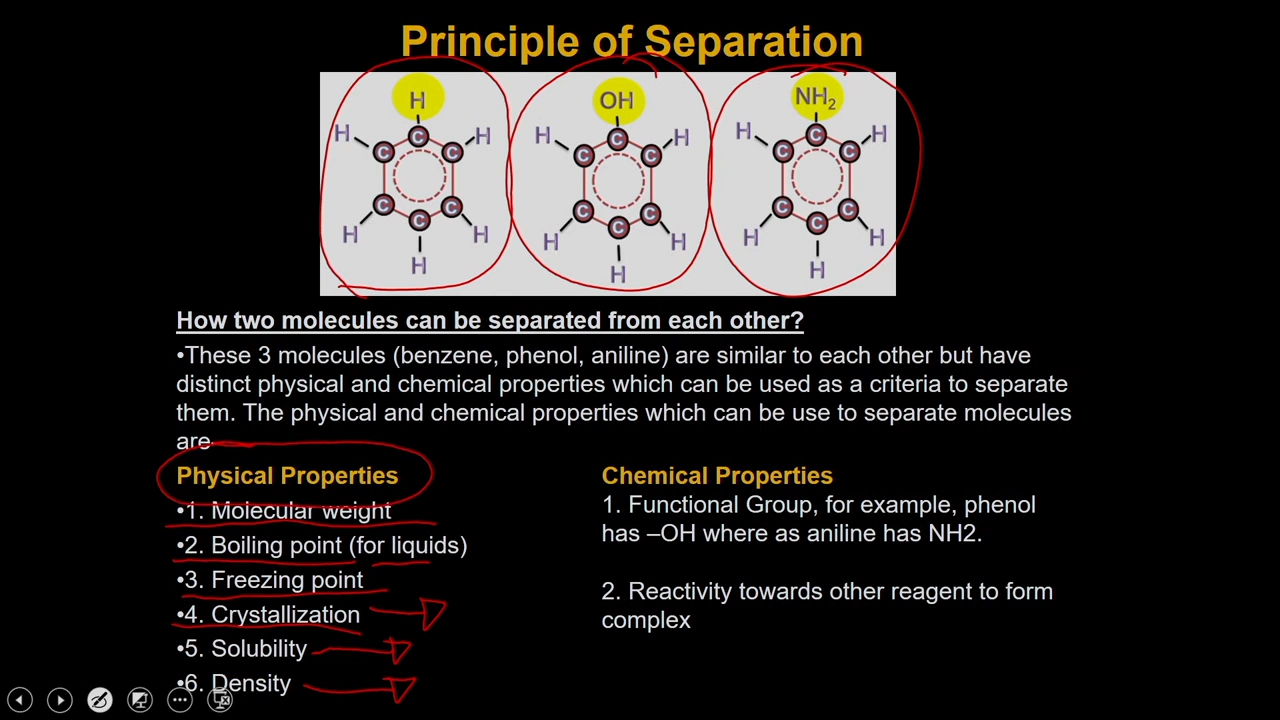 Principle of Separation
H OH NH2
H C H H C H H C H
C C C C C C
C C C C C C
H C H H C H H C H
H H H
How two molecules can be separated from each other?
•These 3 molecules (benzene, phenol, aniline) are similar to each other but have
distinct physical and chemical properties which can be used as a criteria to separate
them. The physical and chemical properties which can be use to separate molecules
are
Physical Properties
•1. Molecular weight
•2. Boiling point (for liquids)
•3. Freezing point
•4. Crystallization
•5. Solubility
•6. Density
Chemical Properties
1. Functional Group, for example, phenol
has –OH where as aniline has NH2.
2. Reactivity towards other reagent to form
complex